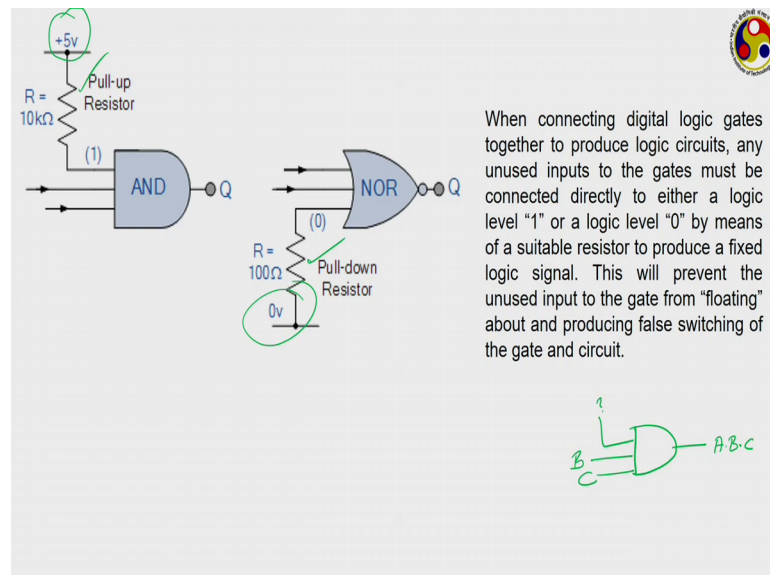 +5v
Pull-up
Resistor
R =
10kΩ
(1)
AND
Q
NOR
Q
(0)
R =
100Ω
Pull-down
Resistor
0v
When connecting digital logic gates
together to produce logic circuits, any
unused inputs to the gates must be
connected directly to either a logic
level “1” or a logic level “0” by means
of a suitable resistor to produce a fixed
logic signal. This will prevent the
unused input to the gate from “floating”
about and producing false switching of
the gate and circuit.
?
B
C
A.B.C